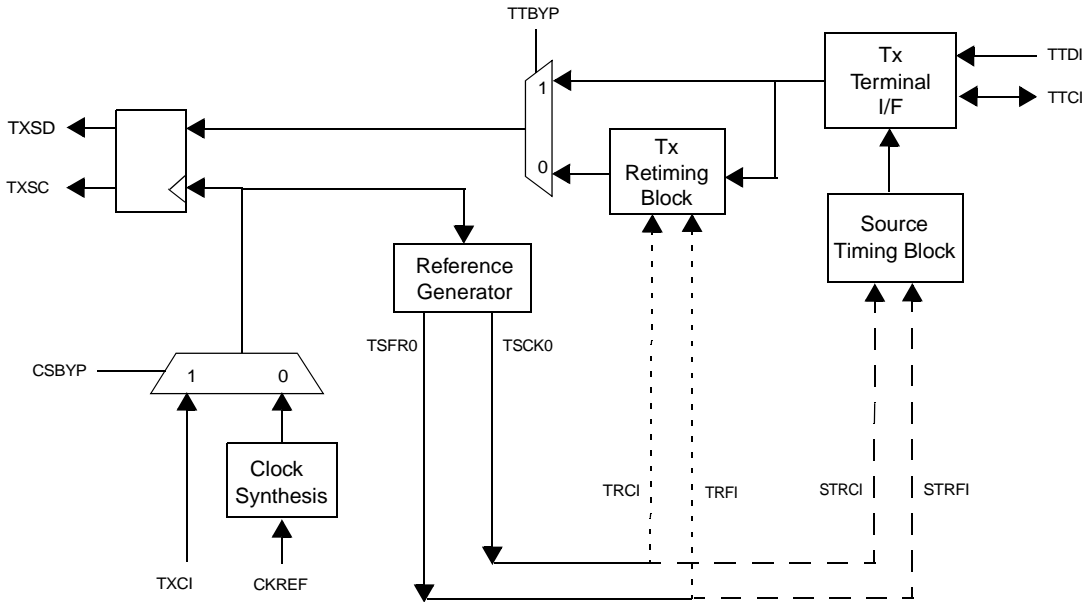 TTBYP
Tx
Terminal
I/F
TTDI
TTCI
1
0
TXSD
TXSC
Tx
Retiming
Block
Source
Timing Block
Reference
Generator
TSFR0
TSCK0
CSBYP
1
0
Clock
Synthesis
TRCI
TRFI
STRCI
STRFI
TXCI
CKREF